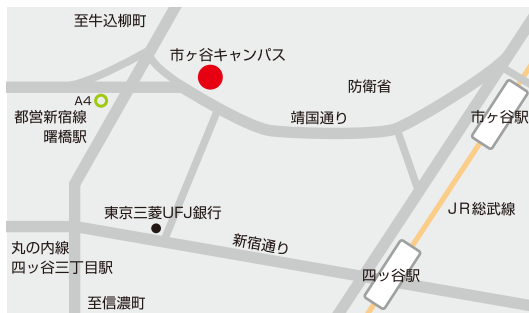 至牛込柳町
市ヶ谷キャンパス
防衛省
A4
都営新宿線
曙橋駅
靖国通り
市ヶ谷駅
東京三菱UFJ銀行
JR総武線
新宿通り
丸の内線
四ッ谷三丁目駅
四ッ谷駅
至信濃町